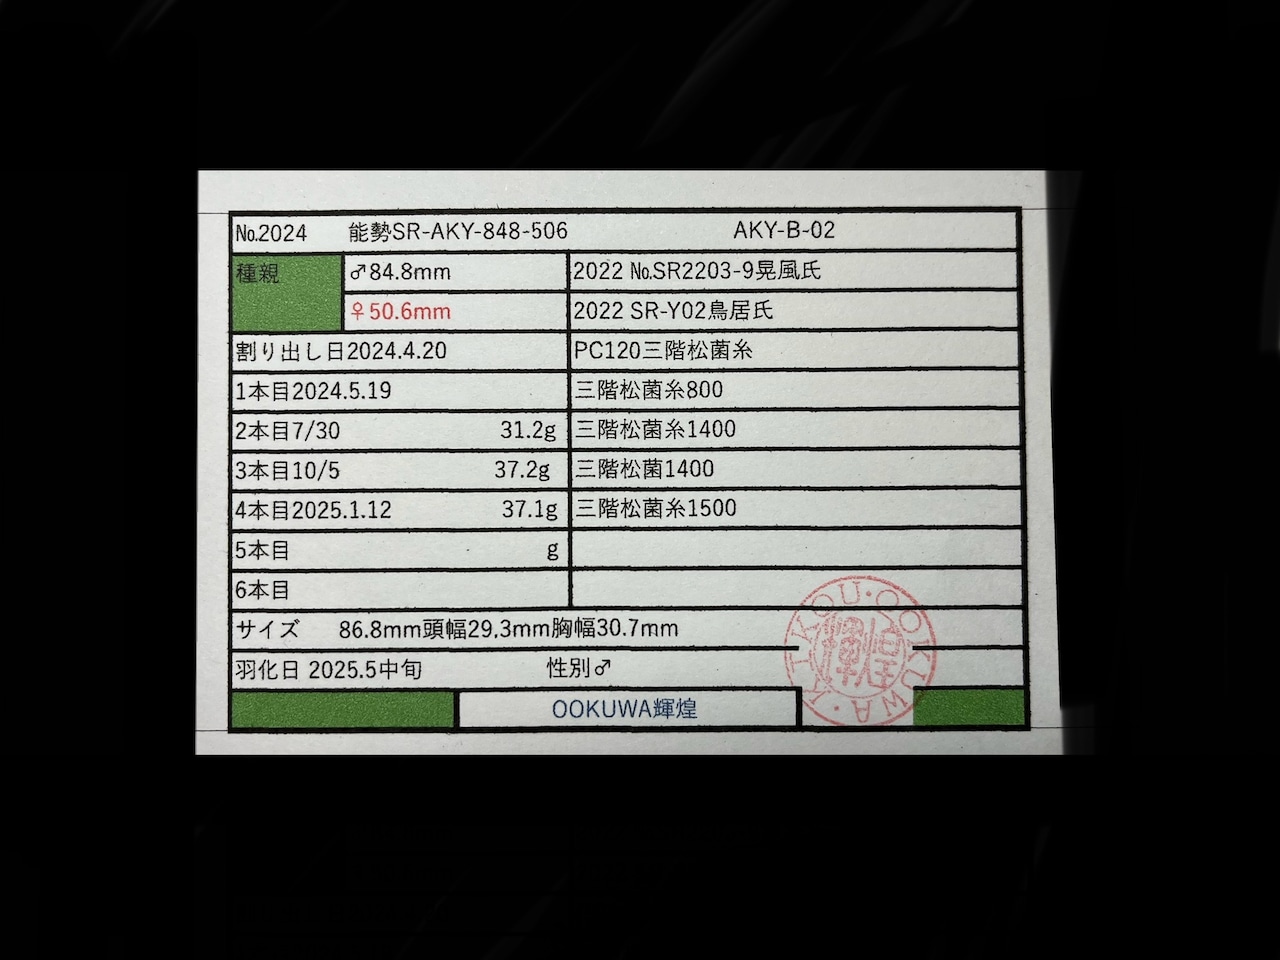 №2024 能勢SR-AKY-848-506 AKY-B-02
種親 ♂84.8mm 2022 №SR2203-9晃風氏
♀50.6mm 2022 SR-Y02鳥居氏
割り出し日2024.4.20 PC120三階松菌糸
1本目2024.5.19 三階松菌糸800
2本目7/30 31.2g 三階松菌糸1400
3本目10/5 37.2g 三階松菌1400
4本目2025.1.12 37.1g 三階松菌糸1500
5本目 g
6本目
サイズ 86.8mm頭幅29.3mm胸幅30.7mm
羽化日 2025.5中旬 性別♂
OOKUWA輝煌
KIKOU・OOKUWA・
輝煌